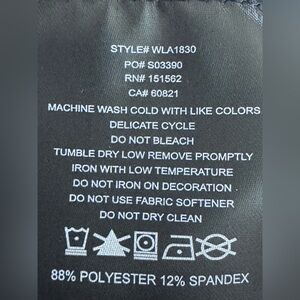 STYLE# WLA1830
PO# S03390
RN# 151562
CA# 60821
MACHINE WASH COLD WITH LIKE COLORS
DELICATE CYCLE
DO NOT BLEACH
TUMBLE DRY LOW REMOVE PROMPTLY
IRON WITH LOW TEMPERATURE
DO NOT IRON ON DECORATION
DO NOT USE FABRIC SOFTENER
DO NOT DRY CLEAN
88% POLYESTER 12% SPANDEX